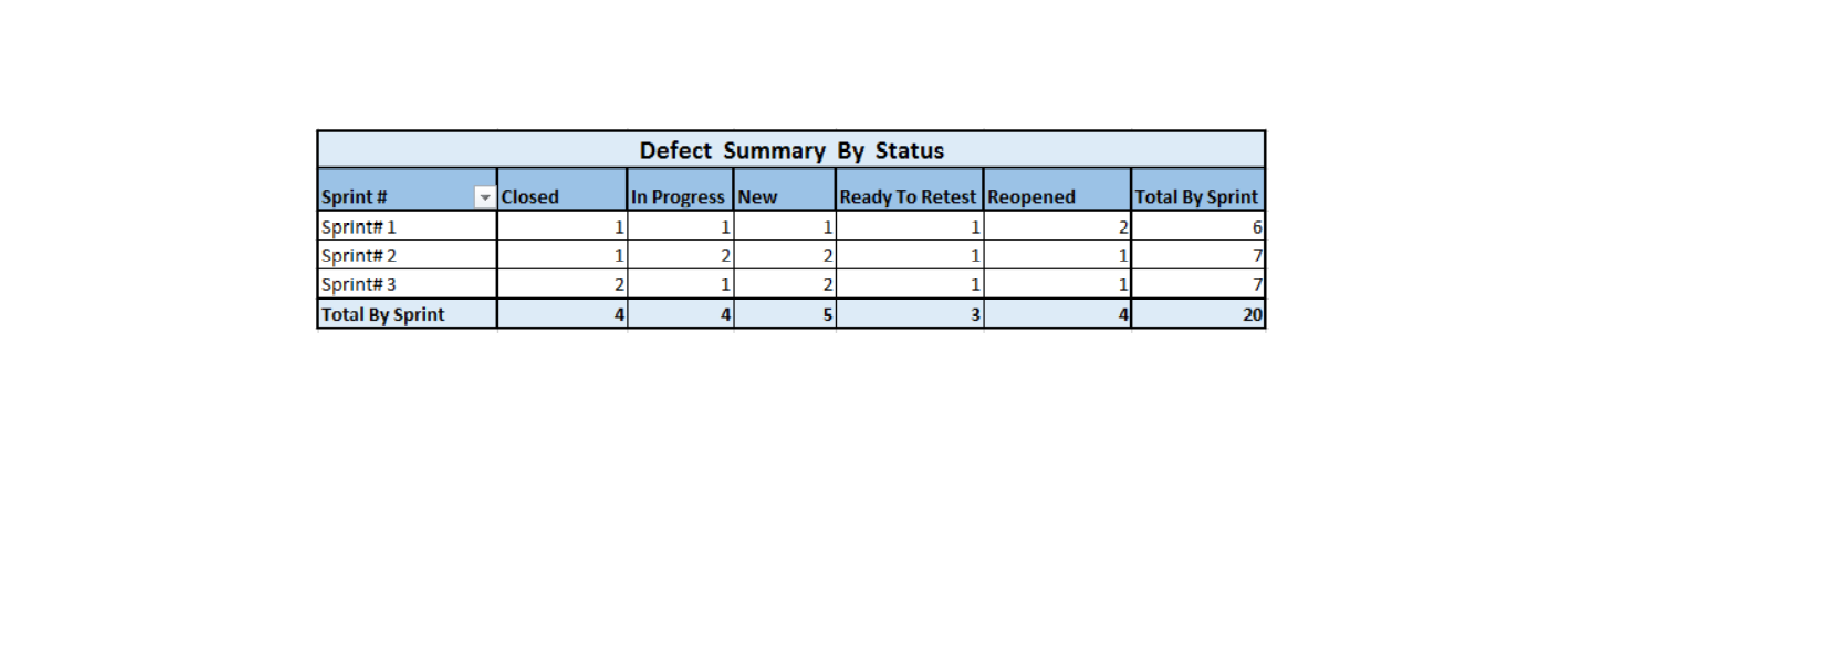 Defect Summary By Status
Sprint # Closed In Progress New Ready To Retest Reopened Total By Sprint
Sprint# 1 1 1 1 1 2 6
Sprint# 2 1 2 2 1 1 7
Sprint# 3 2 1 2 1 1 7
Total By Sprint 4 4 5 3 4 20